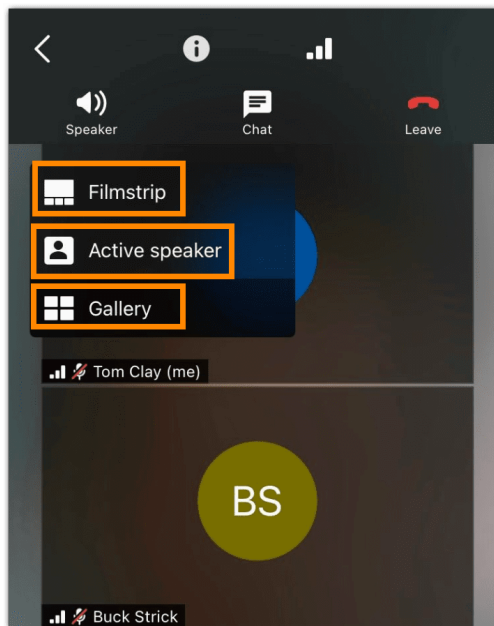 Speaker
Chat
Leave
Filmstrip
Active speaker
Gallery
Tom Clay (me)
BS
Buck Strick